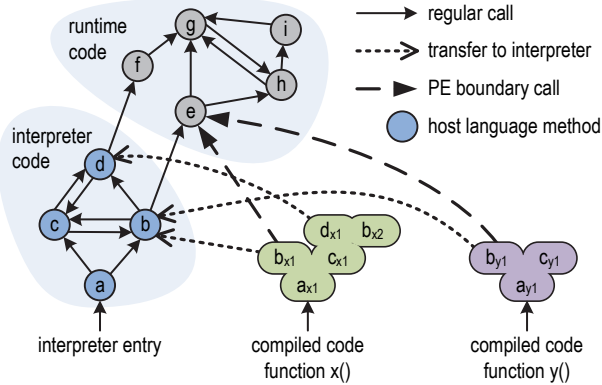 runtime
code
g
i
f
h
e
regular call
transfer to interpreter
PE boundary call
host language method
interpreter
code
d
c
b
a
dx1
bx2
bx1
cx1
ax1
by1
cy1
ay1
interpreter entry
compiled code
function x()
compiled code
function y()